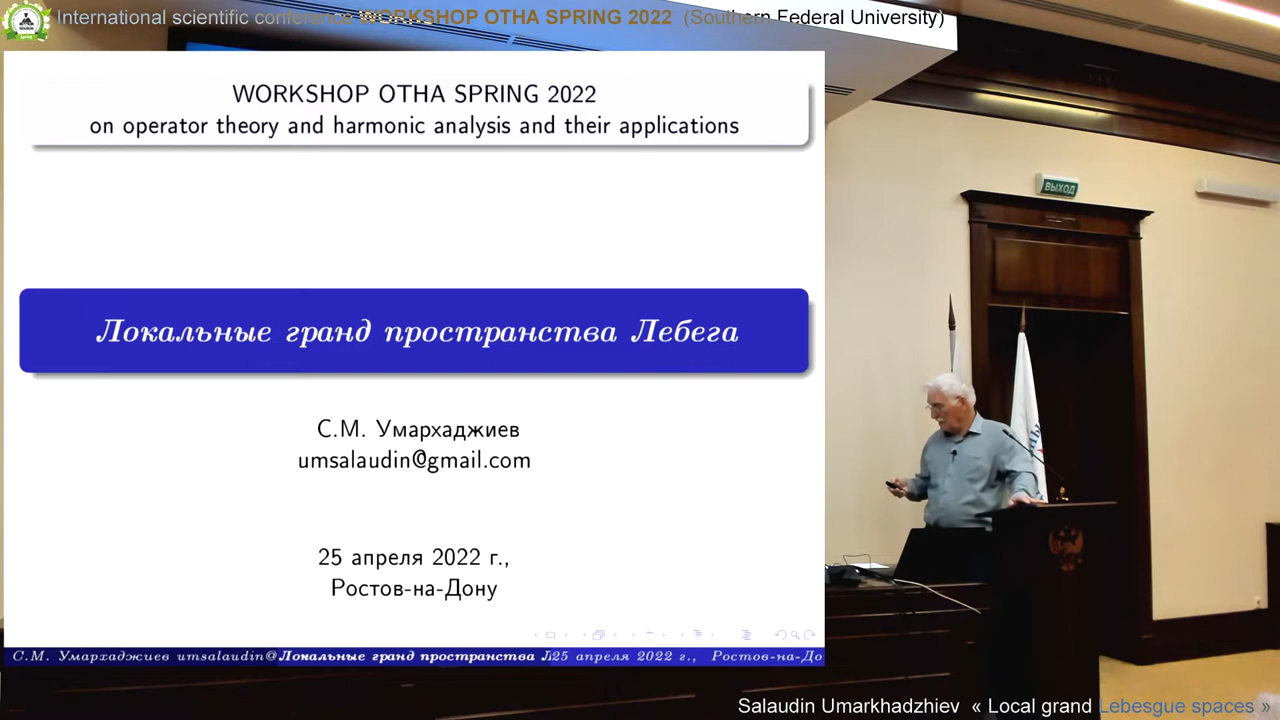 International scientific conference WORKSHOP OTHA SPRING 2022 (Southern Federal University)
WORKSHOP OTHA SPRING 2022
on operator theory and harmonic analysis and their applications
Локальные гранд пространства Лебега
С.М. Умархаджиев
umsalaudin@gmail.com
25 апреля 2022 г.,
Ростов-на-Дону
С.М. Умархаджиев umsalaudin@ Локальные гранд пространства Л 25 апреля 2022 г., Ростов-на-До
ВЫХОД
Salaudin Umarkhadzhiev « Local grand Lebesgue spaces »